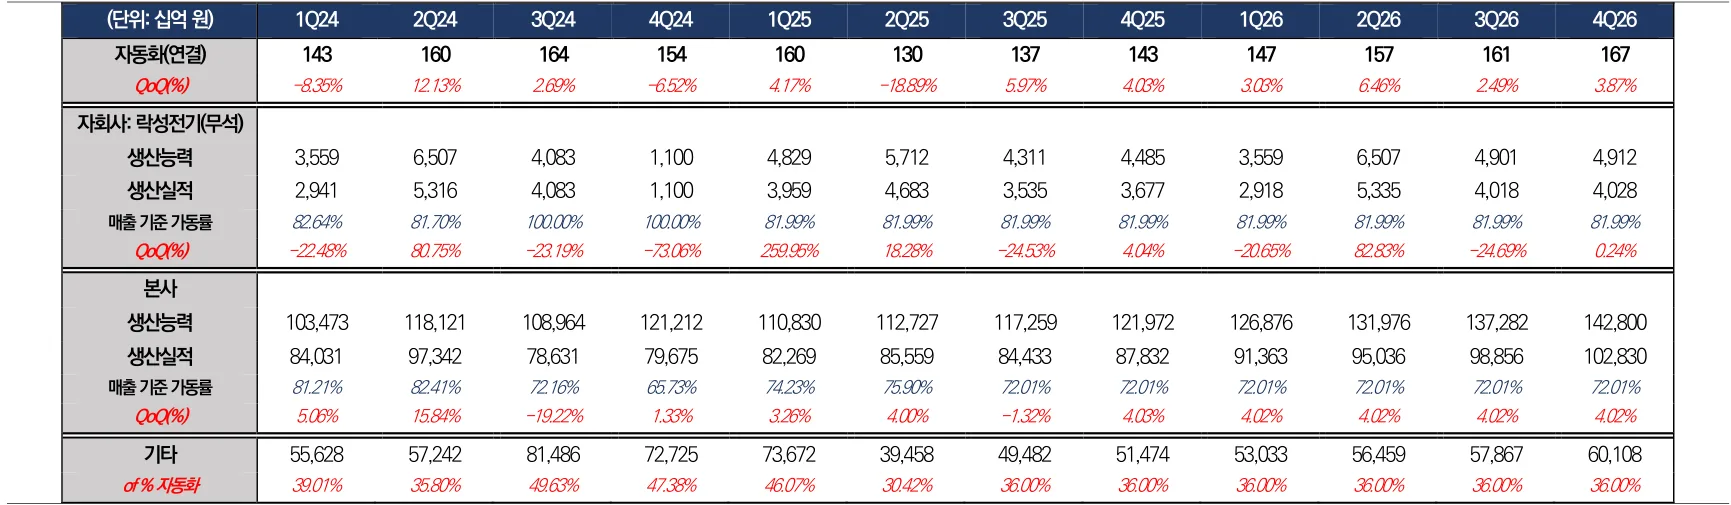 (단위: 십억 원) 1Q24 2Q24 3Q24 4Q24 1Q25 2Q25 3Q25 4Q25 1Q26 2Q26 3Q26 4Q26
자동화(연결) 143 160 164 154 160 130 137 143 147 157 161 167
QoQ(%) -8.35% 12.13% 2.69% -6.52% 4.17% -18.89% 5.97% 4.03% 3.03% 6.46% 2.49% 3.87%
자회사: 락성전기(무석)
생산능력 3,559 6,507 4,083 1,100 4,829 5,712 4,311 4,485 3,559 6,507 4,901 4,912
생산실적 2,941 5,316 4,083 1,100 3,959 4,683 3,535 3,677 2,918 5,335 4,018 4,028
매출 기준 가동률 82.64% 81.70% 100.00% 100.00% 81.99% 81.99% 81.99% 81.99% 81.99% 81.99% 81.99% 81.99%
QoQ(%) -22.48% 80.75% -23.19% -73.06% 259.95% 18.28% -24.53% 4.04% -20.65% 82.83% -24.69% 0.24%
본사
생산능력 103,473 118,121 108,964 121,212 110,830 112,727 117,259 121,972 126,876 131,976 137,282 142,800
생산실적 84,031 97,342 78,631 79,675 82,269 85,559 84,433 87,832 91,363 95,036 98,856 102,830
매출 기준 가동률 81.21% 82.41% 72.16% 65.73% 74.23% 75.90% 72.01% 72.01% 72.01% 72.01% 72.01% 72.01%
QoQ(%) 5.06% 15.84% -19.22% 1.33% 3.26% 4.00% -1.32% 4.03% 4.02% 4.02% 4.02% 4.02%
기타 55,628 57,242 81,486 72,725 73,672 39,458 49,482 51,474 53,033 56,459 57,867 60,108
of % 자동화 39.01% 35.80% 49.63% 47.38% 46.07% 30.42% 36.00% 36.00% 36.00% 36.00% 36.00% 36.00%